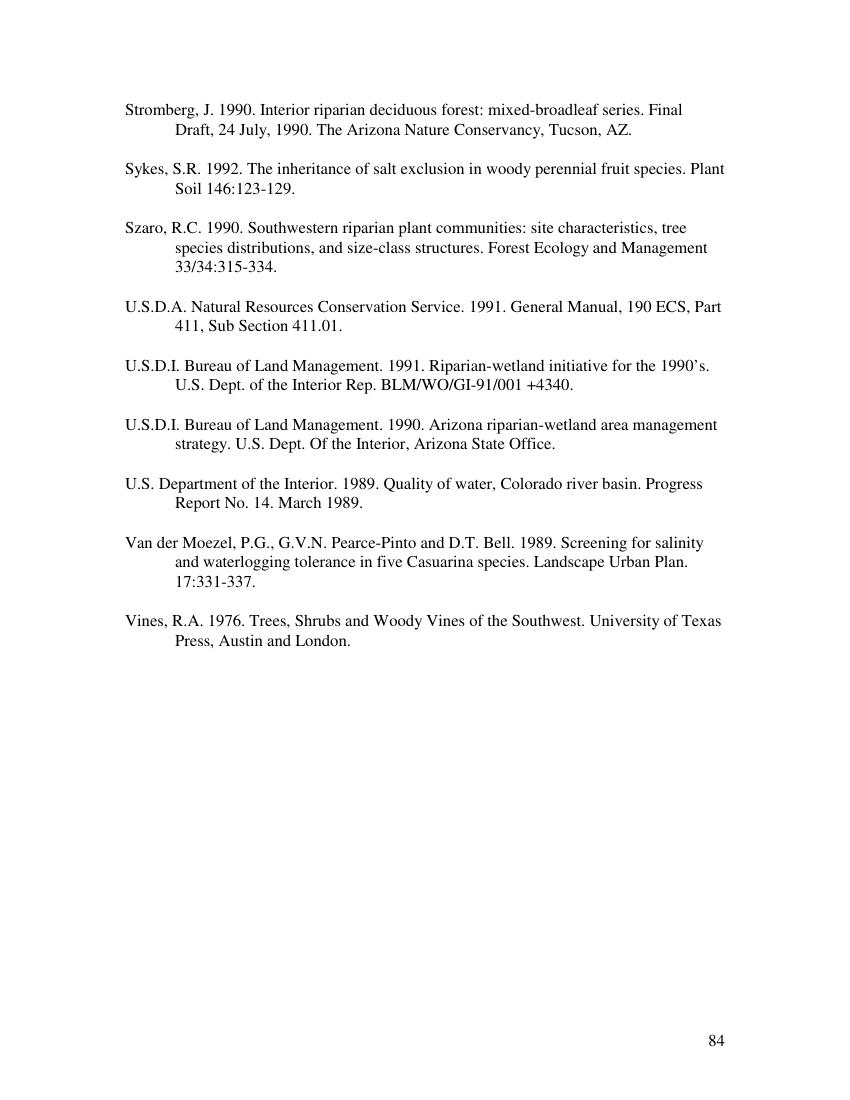 Stromberg, J. 1990. Interior riparian deciduous forest: mixed-broadleaf series. Final
Draft, 24 July, 1990. The Arizona Nature Conservancy, Tucson, AZ.
Sykes, S.R. 1992. The inheritance of salt exclusion in woody perennial fruit species. Plant
Soil 146:123-129.
Szaro, R.C. 1990. Southwestern riparian plant communities: site characteristics, tree
species distributions, and size-class structures. Forest Ecology and Management
33/34:315-334.
U.S.D.A. Natural Resources Conservation Service. 1991. General Manual, 190 ECS, Part
411, Sub Section 411.01.
U.S.D.I. Bureau of Land Management. 1991. Riparian-wetland initiative for the 1990’s.
U.S. Dept. of the Interior Rep. BLM/WO/GI-91/001 +4340.
U.S.D.I. Bureau of Land Management. 1990. Arizona riparian-wetland area management
strategy. U.S. Dept. Of the Interior, Arizona State Office.
U.S. Department of the Interior. 1989. Quality of water, Colorado river basin. Progress
Report No. 14. March 1989.
Van der Moezel, P.G., G.V.N. Pearce-Pinto and D.T. Bell. 1989. Screening for salinity
and waterlogging tolerance in five Casuarina species. Landscape Urban Plan.
17:331-337.
Vines, R.A. 1976. Trees, Shrubs and Woody Vines of the Southwest. University of Texas
Press, Austin and London.
84